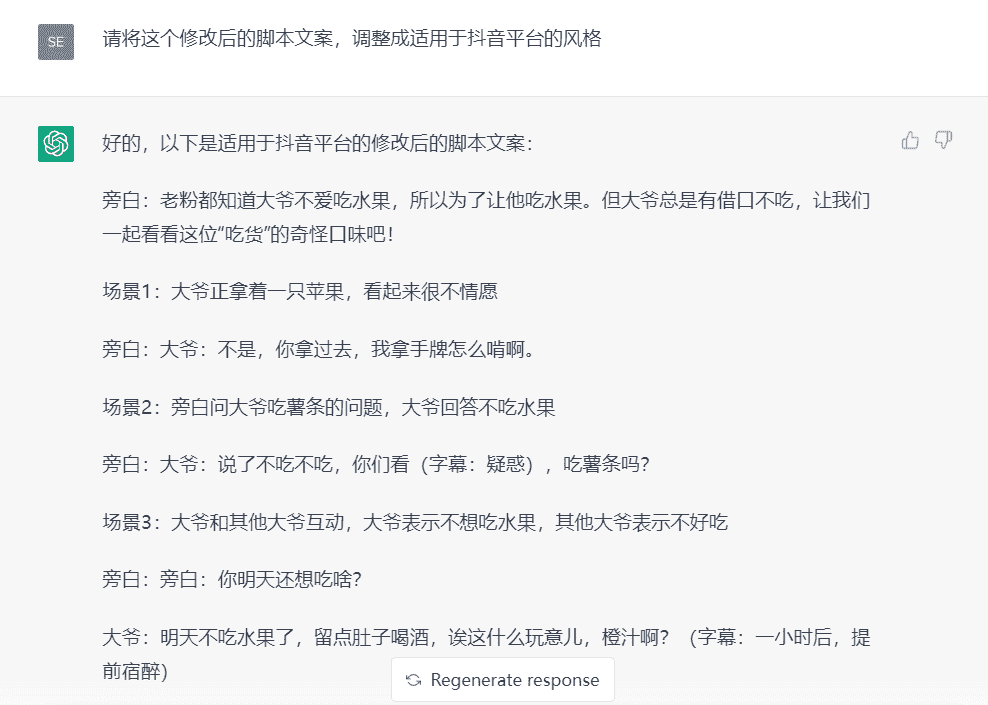 SE
请将这个修改后的脚本文案，调整成适用于抖音平台的风格
好的，以下是适用于抖音平台的修改后的脚本文案：
旁白：老粉都知道大爷不爱吃水果，所以为了让他吃水果。但大爷总是有借口不吃，让我们
一起看看这位“吃货”的奇怪口味吧！
场景1：大爷正拿着一只苹果，看起来很不情愿
旁白：大爷：不是，你拿过去，我拿手牌怎么啃啊。
场景2：旁白问大爷吃薯条的问题，大爷回答不吃水果
旁白：大爷：说了不吃不吃，你们看（字幕：疑惑），吃薯条吗？
场景3：大爷和其他大爷互动，大爷表示不想吃水果，其他大爷表示不好吃
旁白：旁白：你明天还想吃啥？
大爷：明天不吃水果了，留点肚子喝酒，诶这什么玩意儿，橙汁啊？（字幕：一小时后，提
前宿醉）
Regenerate response